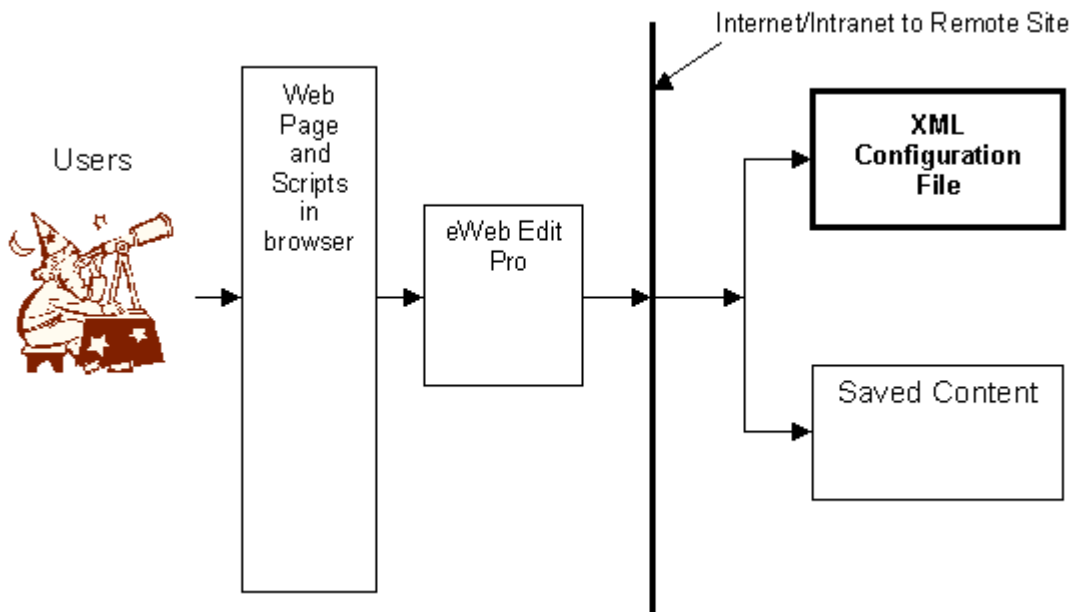 Internet/Intranet to Remote Site
Users
Web
Page
and
Scripts
in
browser
eWeb Edit
Pro
XML
Configuration
File
Saved Content